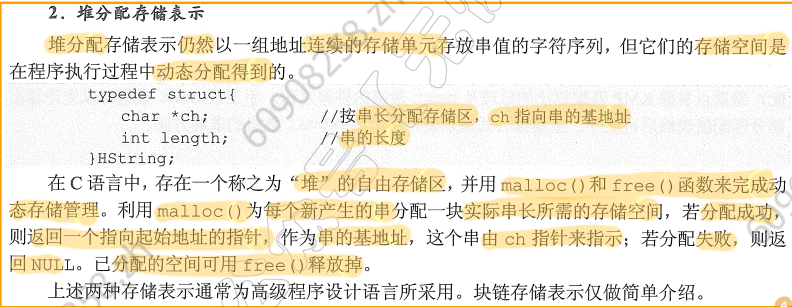 2. 堆分配存储表示
堆分配存储表示仍然以一组地址连续的存储单元存放串值的字符序列，但它们的存储空间是
在程序执行过程中动态分配得到的。
typedef struct{
char *ch; //按串长分配存储区，ch 指向串的基地址
int length; //串的长度
}HString;
在 C 语言中，存在一个称之为“堆”的自由存储区，并用 malloc()和 free()函数来完成动
态存储管理。利用 malloc()为每个新产生的串分配一块实际串长所需的存储空间，若分配成功，
则返回一个指向起始地址的指针，作为串的基地址，这个串由 ch 指针来指示；若分配失败，则返
回 NULL。已分配的空间可用 free()释放掉。
上述两种存储表示通常为高级程序设计语言所采用。块链存储表示仅做简单介绍。
60908258.zh